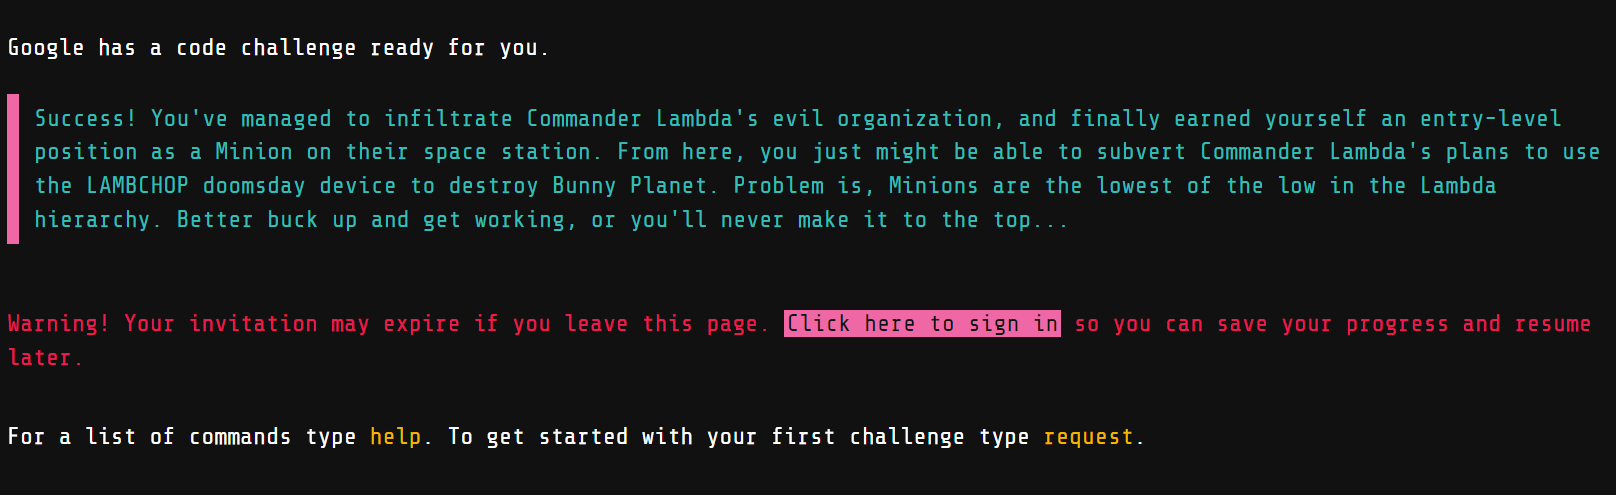 Google has a code challenge ready for you.
Success! You've managed to infiltrate Commander Lambda's evil organization, and finally earned yourself an entry-level
position as a Minion on their space station. From here, you just might be able to subvert Commander Lambda's plans to use
the LAMBCHOP doomsday device to destroy Bunny Planet. Problem is, Minions are the lowest of the low in the Lambda
hierarchy. Better buck up and get working, or you'll never make it to the top...
Warning! Your invitation may expire if you leave this page. Click here to sign in so you can save your progress and resume
later.
For a list of commands type help. To get started with your first challenge type request.